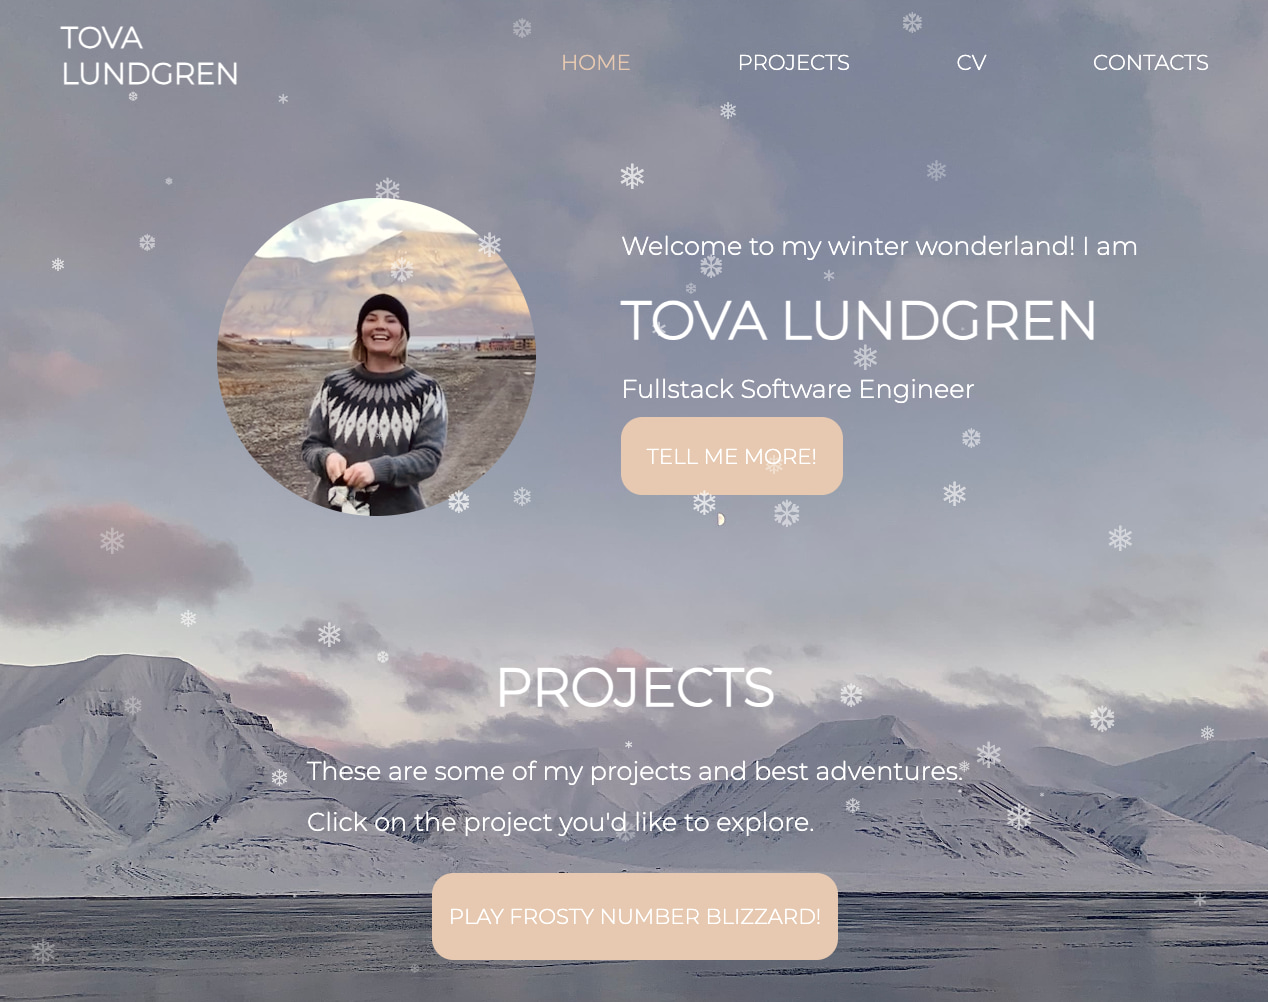 TOVA
LUNDGREN
HOME
PROJECTS
CV
CONTACTS
Welcome to my winter wonderland! I am
TOVA LUNDGREN
Fullstack Software Engineer
TELL ME MORE!
PROJECTS
These are some of my projects and best adventures.
Click on the project you'd like to explore.
PLAY FROSTY NUMBER BLIZZARD!